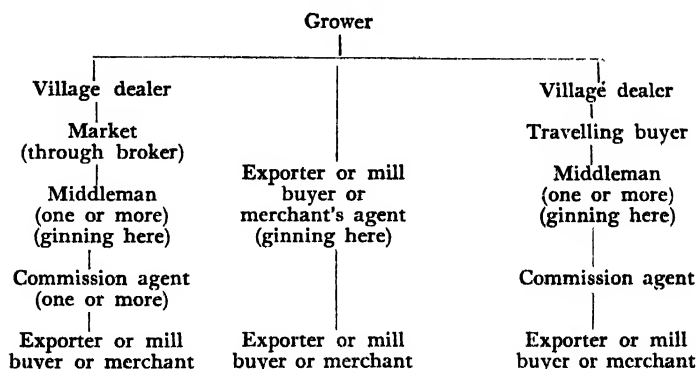 Grower
Village dealer
Market
(through broker)
Middleman
(one or more)
(ginning here)
Commission agent
(one or more)
Exporter or mill
buyer or merchant
Exporter or mill
buyer or
merchant's agent
(ginning here)
Exporter or mill
buyer or merchant
Village dealer
Travelling buyer
Middleman
(one or more)
(ginning here)
Commission agent
Exporter or mill
buyer or merchant